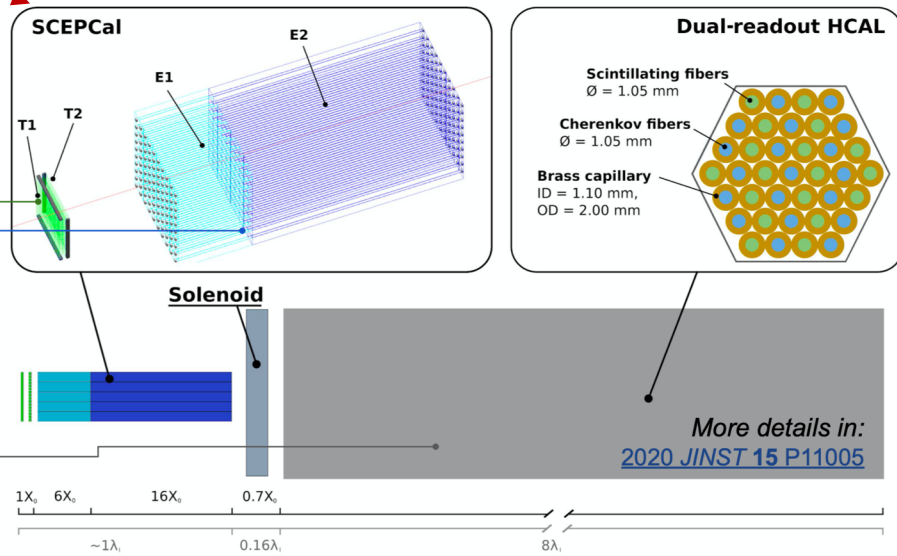 SCEPCal
T1
T2
E1
E2
Dual-readout HCAL
Scintillating fibers
Ø = 1.05 mm
Cherenkov fibers
Ø = 1.05 mm
Brass capillary
ID = 1.10 mm,
OD = 2.00 mm
Solenoid
More details in:
2020 JINST 15 P11005
1X₀ 6X₀ 16X₀ 0.7X₀
~1λᵢ 0.16λᵢ 8λᵢ